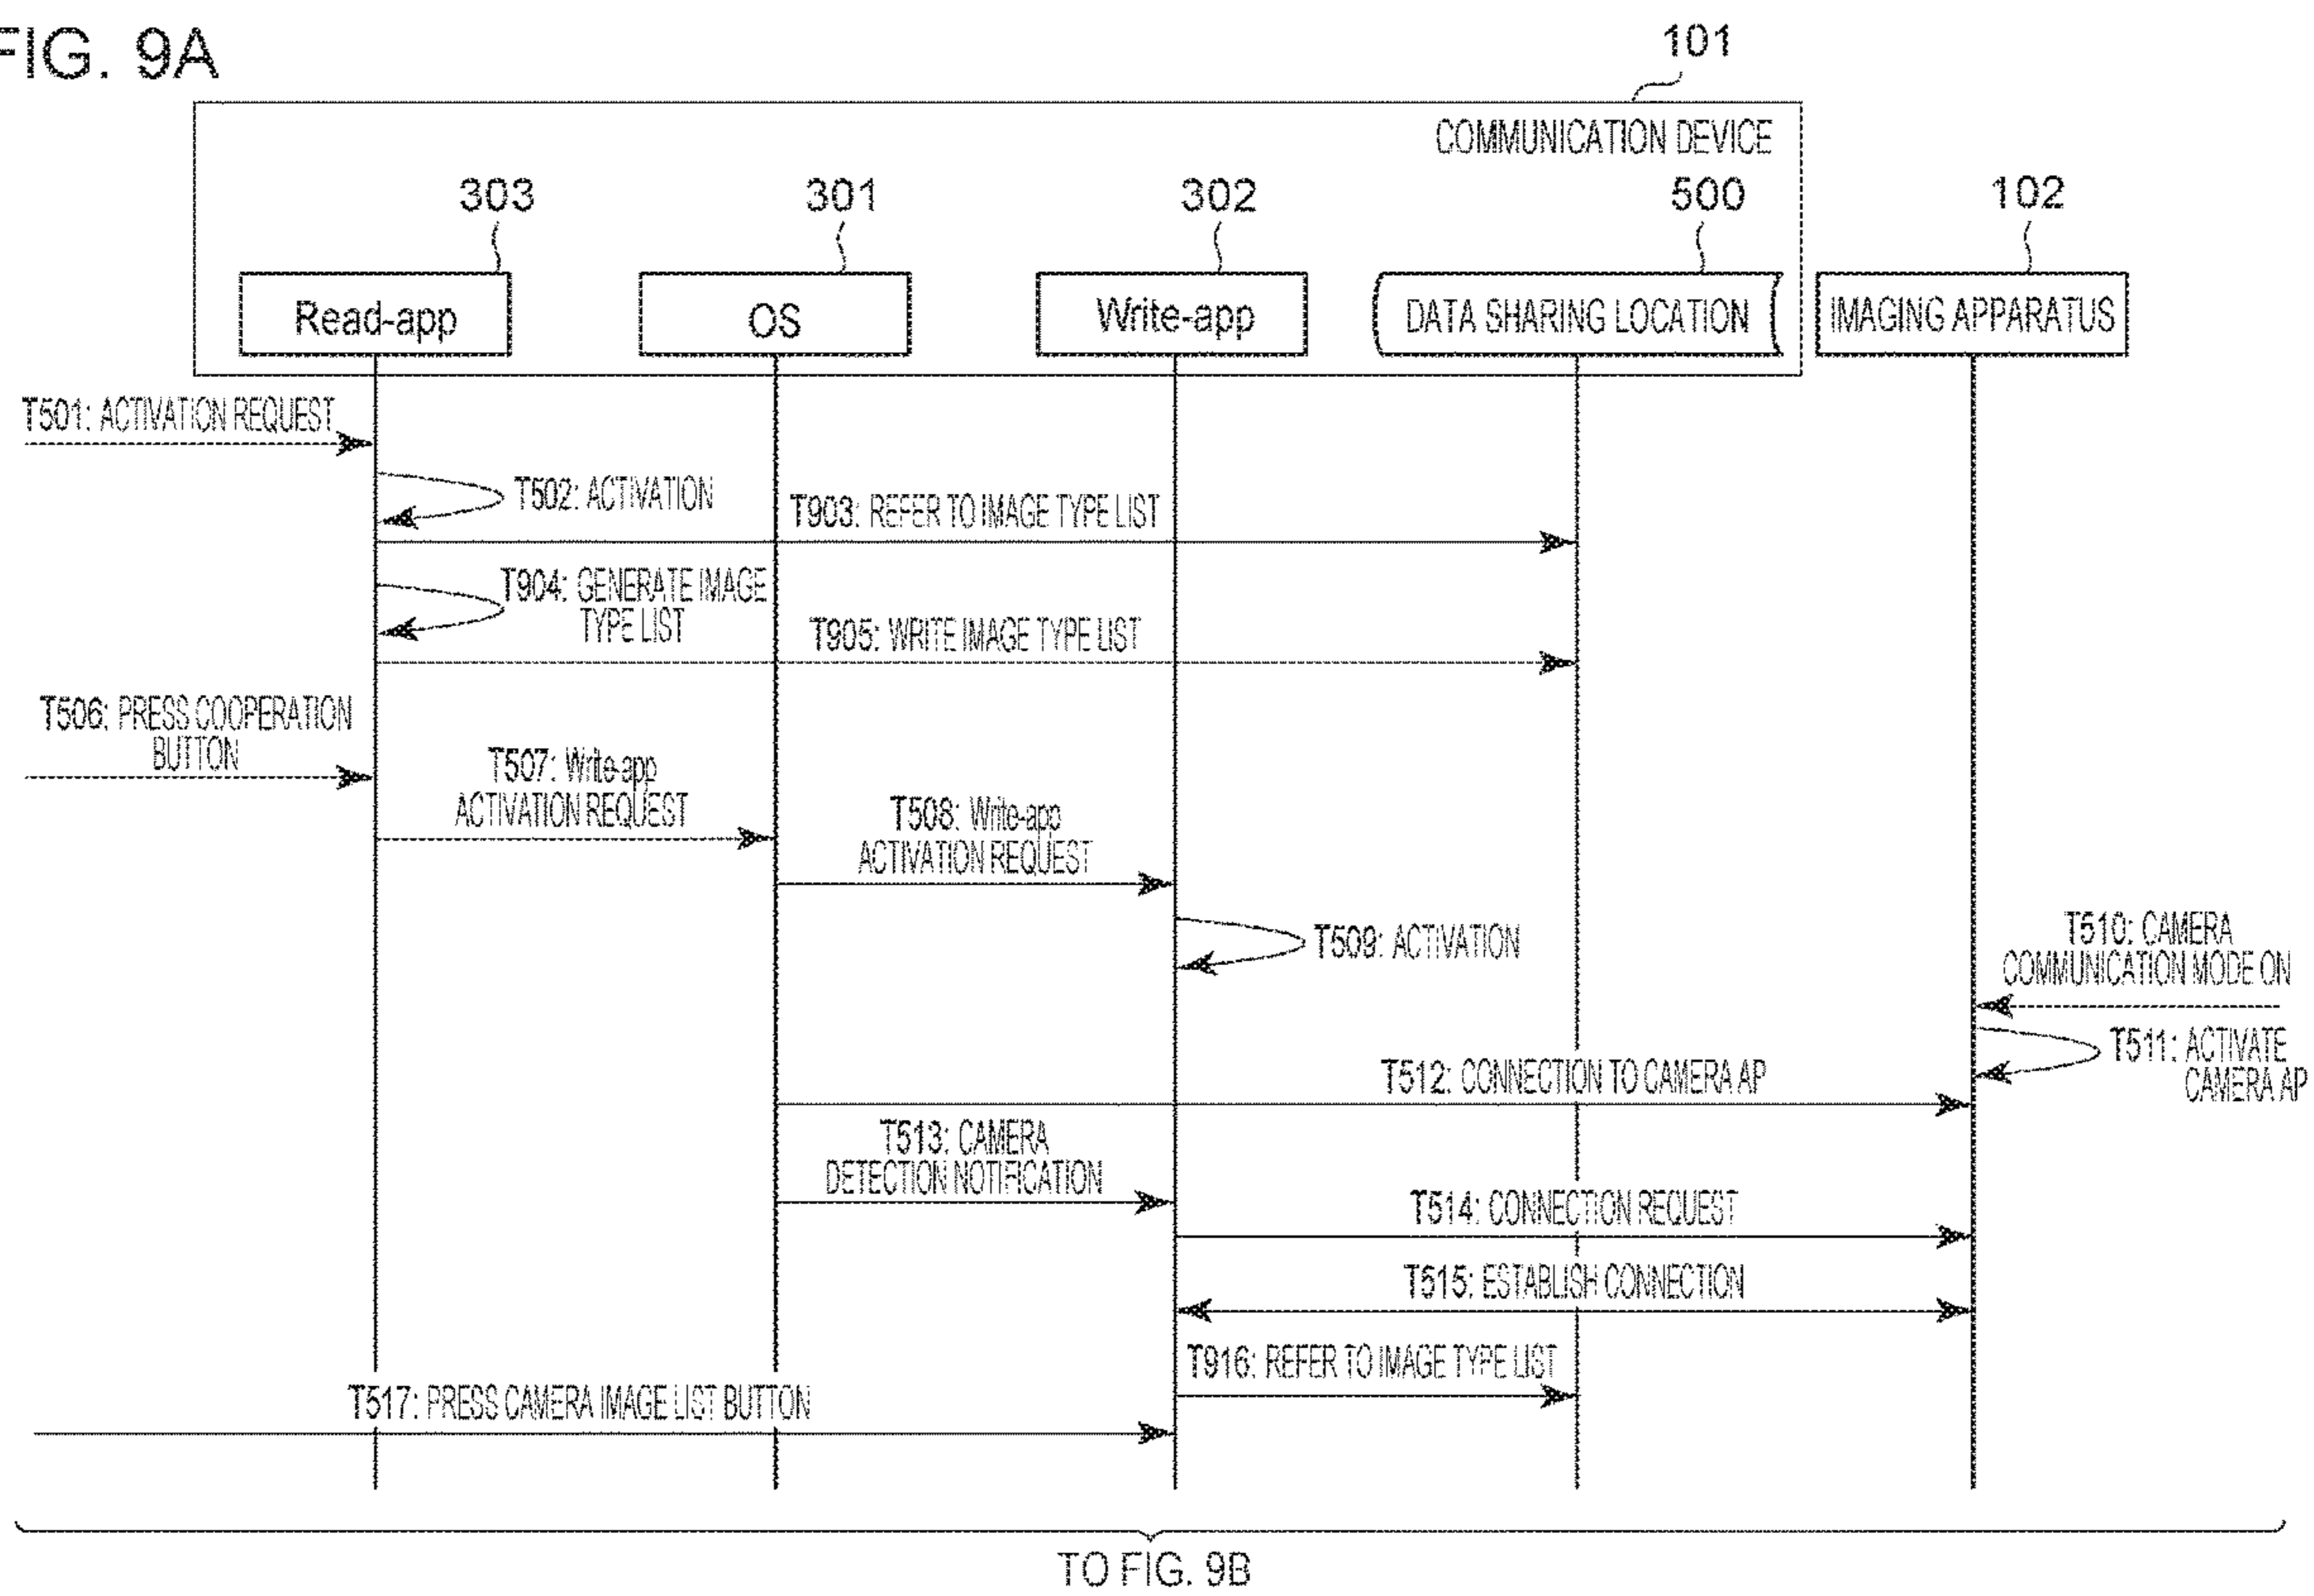 FIG. 9A
101
COMMUNICATION DEVICE
303
301
302
500
102
Read-app
OS
Write-app
DATA SHARING LOCATION
IMAGING APPARATUS
T501: ACTIVATION REQUEST
T502: ACTIVATION
T903: REFER TO IMAGE TYPE LIST
T904: GENERATE IMAGE
TYPE LIST
T905: WRITE IMAGE TYPE LIST
T506: PRESS COOPERATION
BUTTON
T507: Write-app
ACTIVATION REQUEST
T508: Write-app
ACTIVATION REQUEST
T509: ACTIVATION
T510: CAMERA
COMMUNICATION MODE ON
T511: ACTIVATE
CAMERA AP
T512: CONNECTION TO CAMERA AP
T513: CAMERA
DETECTION NOTIFICATION
T514: CONNECTION REQUEST
T515: ESTABLISH CONNECTION
T916: REFER TO IMAGE TYPE LIST
T517: PRESS CAMERA IMAGE LIST BUTTON
TO FIG. 9B